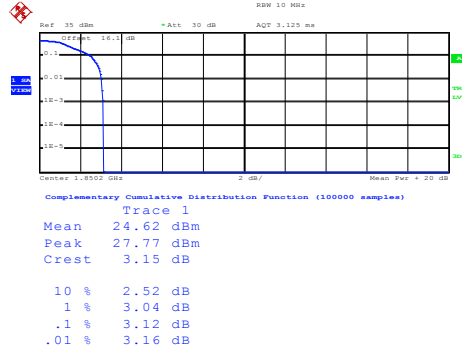 RBW 10 MHz
Ref 35 dBm * Att 30 dB AQT 3.125 ms
Offset 16.1 dB
A
0.1
0.01
1 SA
VIEW
TR
LV
1E-3
1E-4
1E-5
3D
Center 1.8502 GHz 2 dB/ Mean Pwr + 20 dB
Complementary Cumulative Distribution Function (100000 samples)
Trace 1
Mean 24.62 dBm
Peak 27.77 dBm
Crest 3.15 dB
10 % 2.52 dB
1 % 3.04 dB
.1 % 3.12 dB
.01 % 3.16 dB